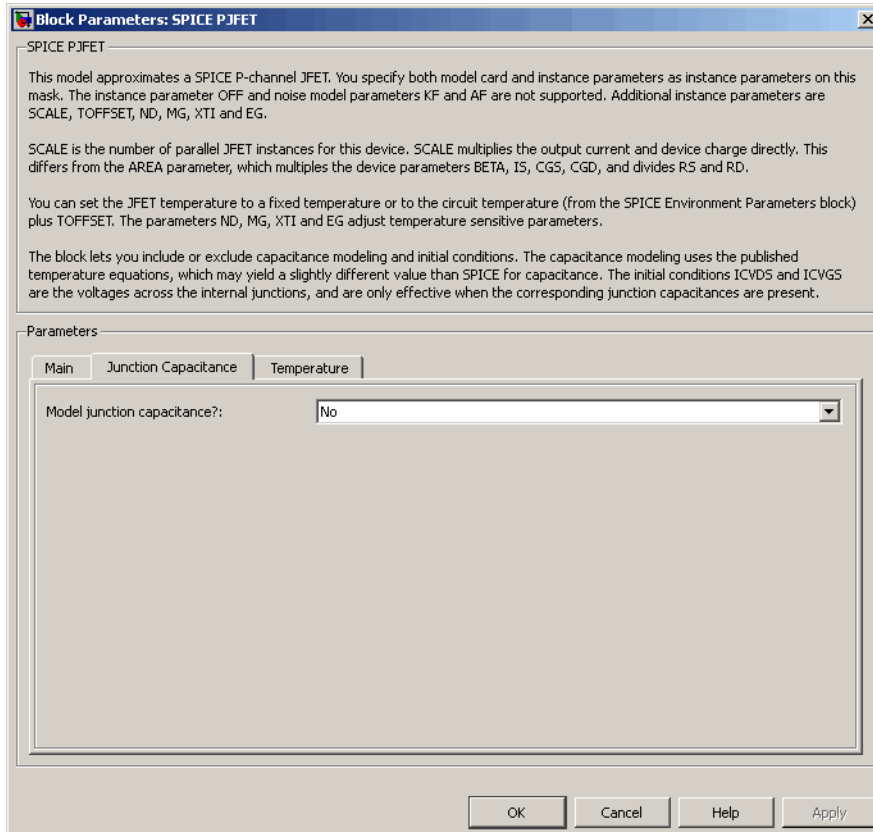 Block Parameters: SPICE PJFET
SPICE PJFET
This model approximates a SPICE P-channel JFET. You specify both model card and instance parameters as instance parameters on this
mask. The instance parameter OFF and noise model parameters KF and AF are not supported. Additional instance parameters are
SCALE, TOFFSET, ND, MG, XTI and EG.
SCALE is the number of parallel JFET instances for this device. SCALE multiplies the output current and device charge directly. This
differs from the AREA parameter, which multiples the device parameters BETA, IS, CGS, CGD, and divides RS and RD.
You can set the JFET temperature to a fixed temperature or to the circuit temperature (from the SPICE Environment Parameters block)
plus TOFFSET. The parameters ND, MG, XTI and EG adjust temperature sensitive parameters.
The block lets you include or exclude capacitance modeling and initial conditions. The capacitance modeling uses the published
temperature equations, which may yield a slightly different value than SPICE for capacitance. The initial conditions ICVDS and ICVGS
are the voltages across the internal junctions, and are only effective when the corresponding junction capacitances are present.
Parameters
Main Junction Capacitance Temperature
Model junction capacitance?: No
OK Cancel Help Apply